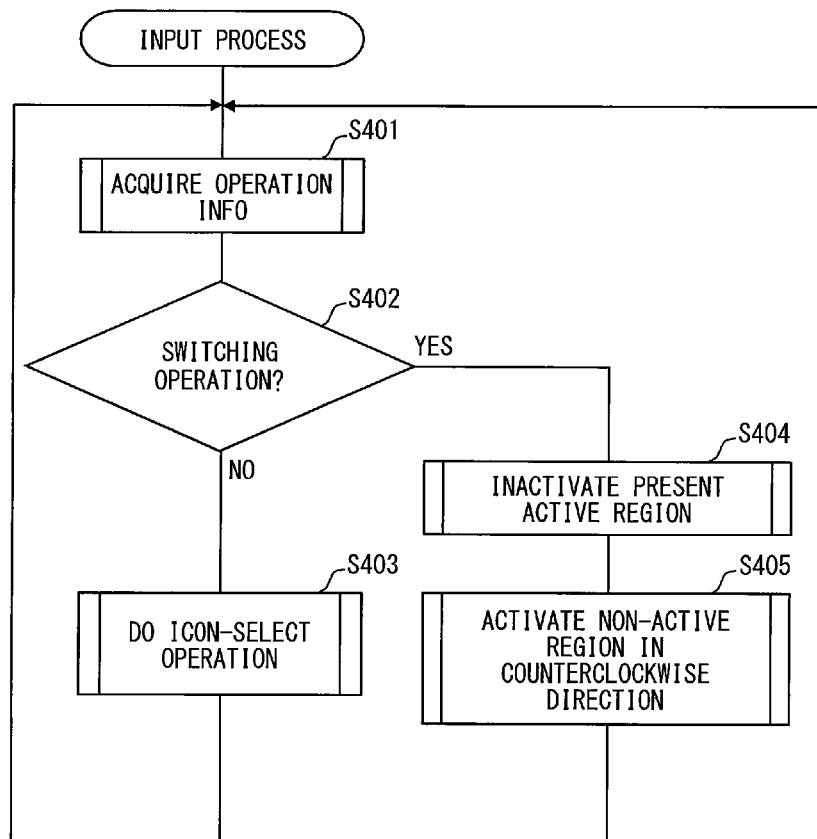 INPUT PROCESS
S401
ACQUIRE OPERATION
INFO
S402
SWITCHING
OPERATION?
YES
NO
S404
INACTIVATE PRESENT
ACTIVE REGION
S403
DO ICON-SELECT
OPERATION
S405
ACTIVATE NON-ACTIVE
REGION IN
COUNTERCLOCKWISE
DIRECTION